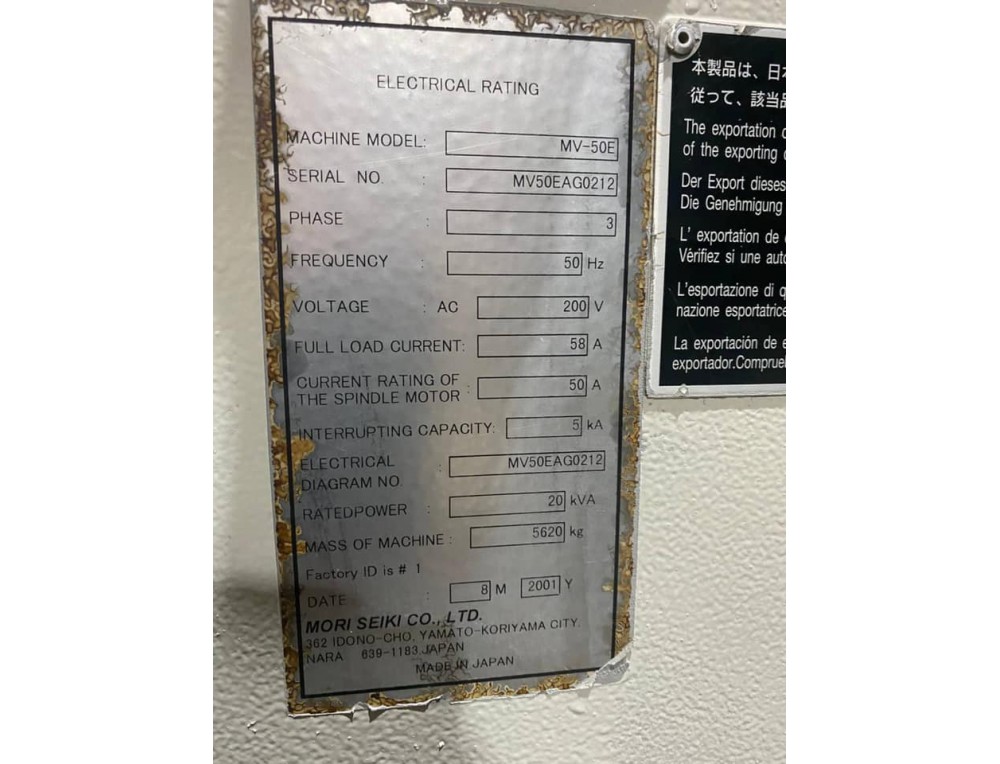 ELECTRICAL RATING
MACHINE MODEL: MV-50E
SERIAL NO. : MV50EAG0212
PHASE : 3
FREQUENCY : 50 Hz
VOLTAGE : AC 200 V
FULL LOAD CURRENT: 58 A
CURRENT RATING OF
THE SPINDLE MOTOR : 50 A
INTERRUPTING CAPACITY: 5 kA
ELECTRICAL : MV50EAG0212
DIAGRAM NO.
RATEDPOWER : 20 kVA
MASS OF MACHINE : 5620 kg
Factory ID is # 1
DATE : 8 M 2001 Y
MORI SEIKI CO., LTD.
362 IDONO-CHO, YAMATO-KORIYAMA CITY.
NARA 639-1183.JAPAN
MADE IN JAPAN
本製品は、日本
従って、該当品
The exportation
of the exporting
Der Export dieses
Die Genehmigung
L' exportation de
Vérifiez si une
L'esportazione di
nazione esportatrice
La exportación de
exportador.